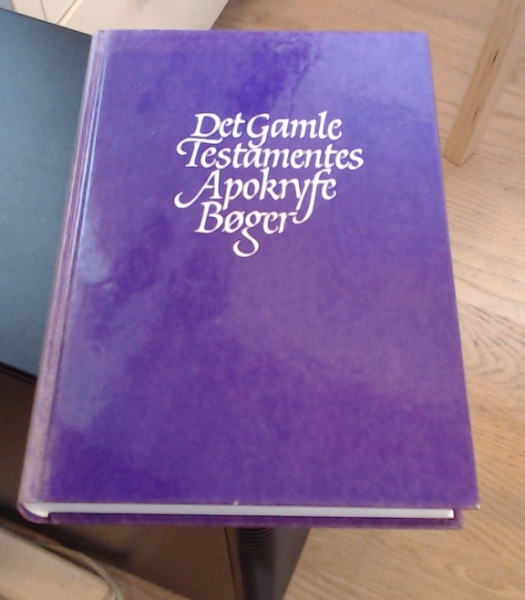 Det Gamle
Testamentes
Apokryfe
Bøger